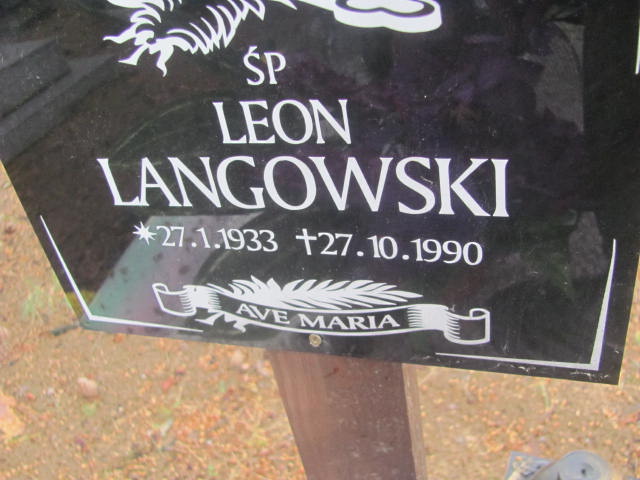 ŚP
LEON
LANGOWSKI
*27.1.1933 †27.10.1990
AVE MARIA